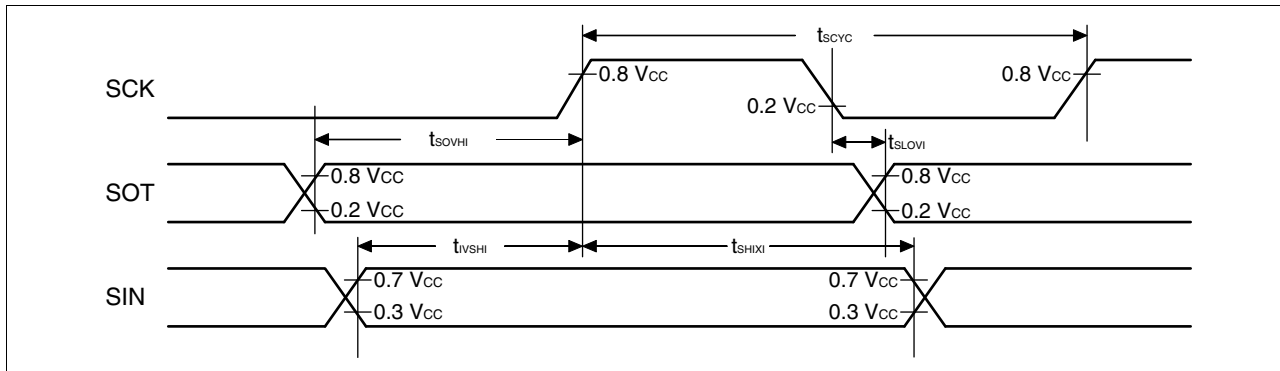 tSCYC
SCK
0.8 VCC
0.8 VCC
0.2 VCC
tSOVHI
tSLOVI
SOT
0.8 VCC
0.8 VCC
0.2 VCC
0.2 VCC
tIVSHI
tSHIXI
SIN
0.7 VCC
0.7 VCC
0.3 VCC
0.3 VCC